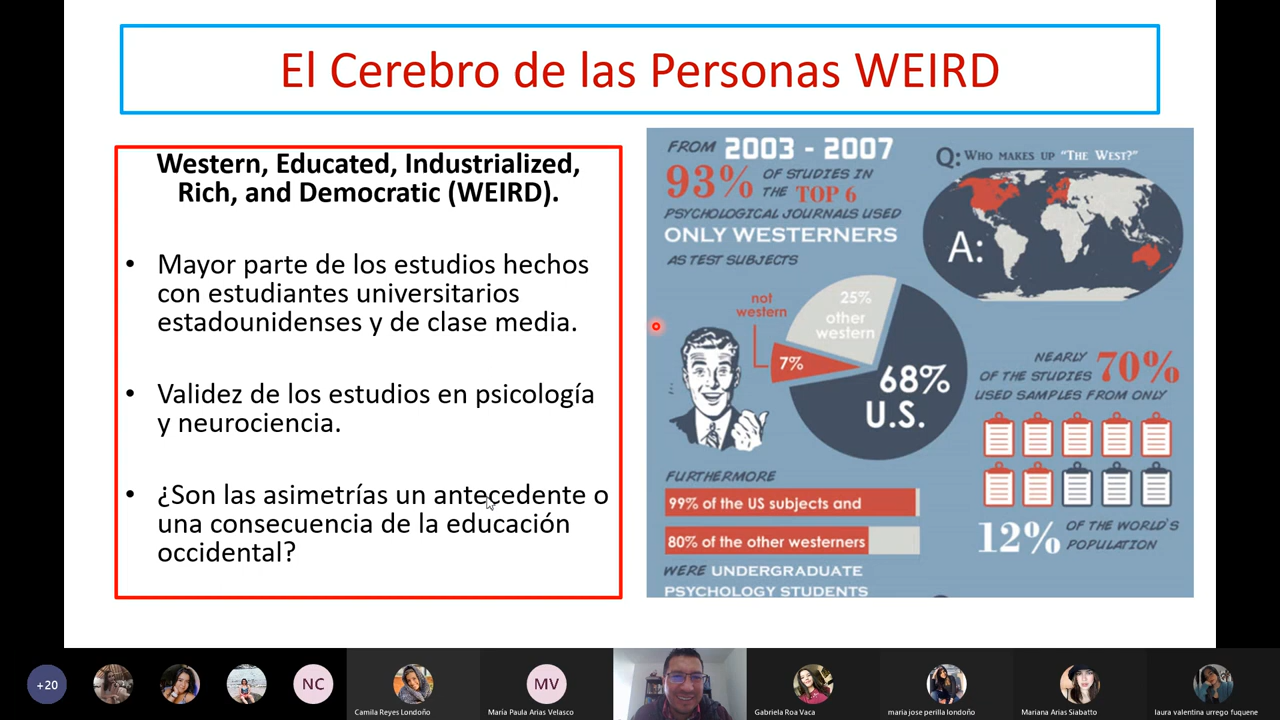 El Cerebro de las Personas WEIRD
Western, Educated, Industrialized,
Rich, and Democratic (WEIRD).
• Mayor parte de los estudios hechos
con estudiantes universitarios
estadounidenses y de clase media.
• Validez de los estudios en psicología
y neurociencia.
• ¿Son las asimetrías un antecedente o
una consecuencia de la educación
occidental?
FROM 2003 - 2007
93% OF STUDIES IN
THE TOP 6
PSYCHOLOGICAL JOURNALS USED
ONLY WESTERNERS
AS TEST SUBJECTS
Q: WHO MAKES UP "THE WEST?"
A:
not
western
7%
25%
other
western
68%
U.S.
NEARLY 70%
OF THE STUDIES
USED SAMPLES FROM ONLY
12% OF THE WORLD'S
POPULATION
FURTHERMORE
99% of the US subjects and
80% of the other westerners
WERE UNDERGRADUATE
PSYCHOLOGY STUDENTS
+20
NC
Camila Reyes Londoño
MV
María Paula Arias Velasco
Gabriela Roa Vaca
maria jose perilla londoño
Mariana Arias Siabatto
laura valentina urrego fuquene